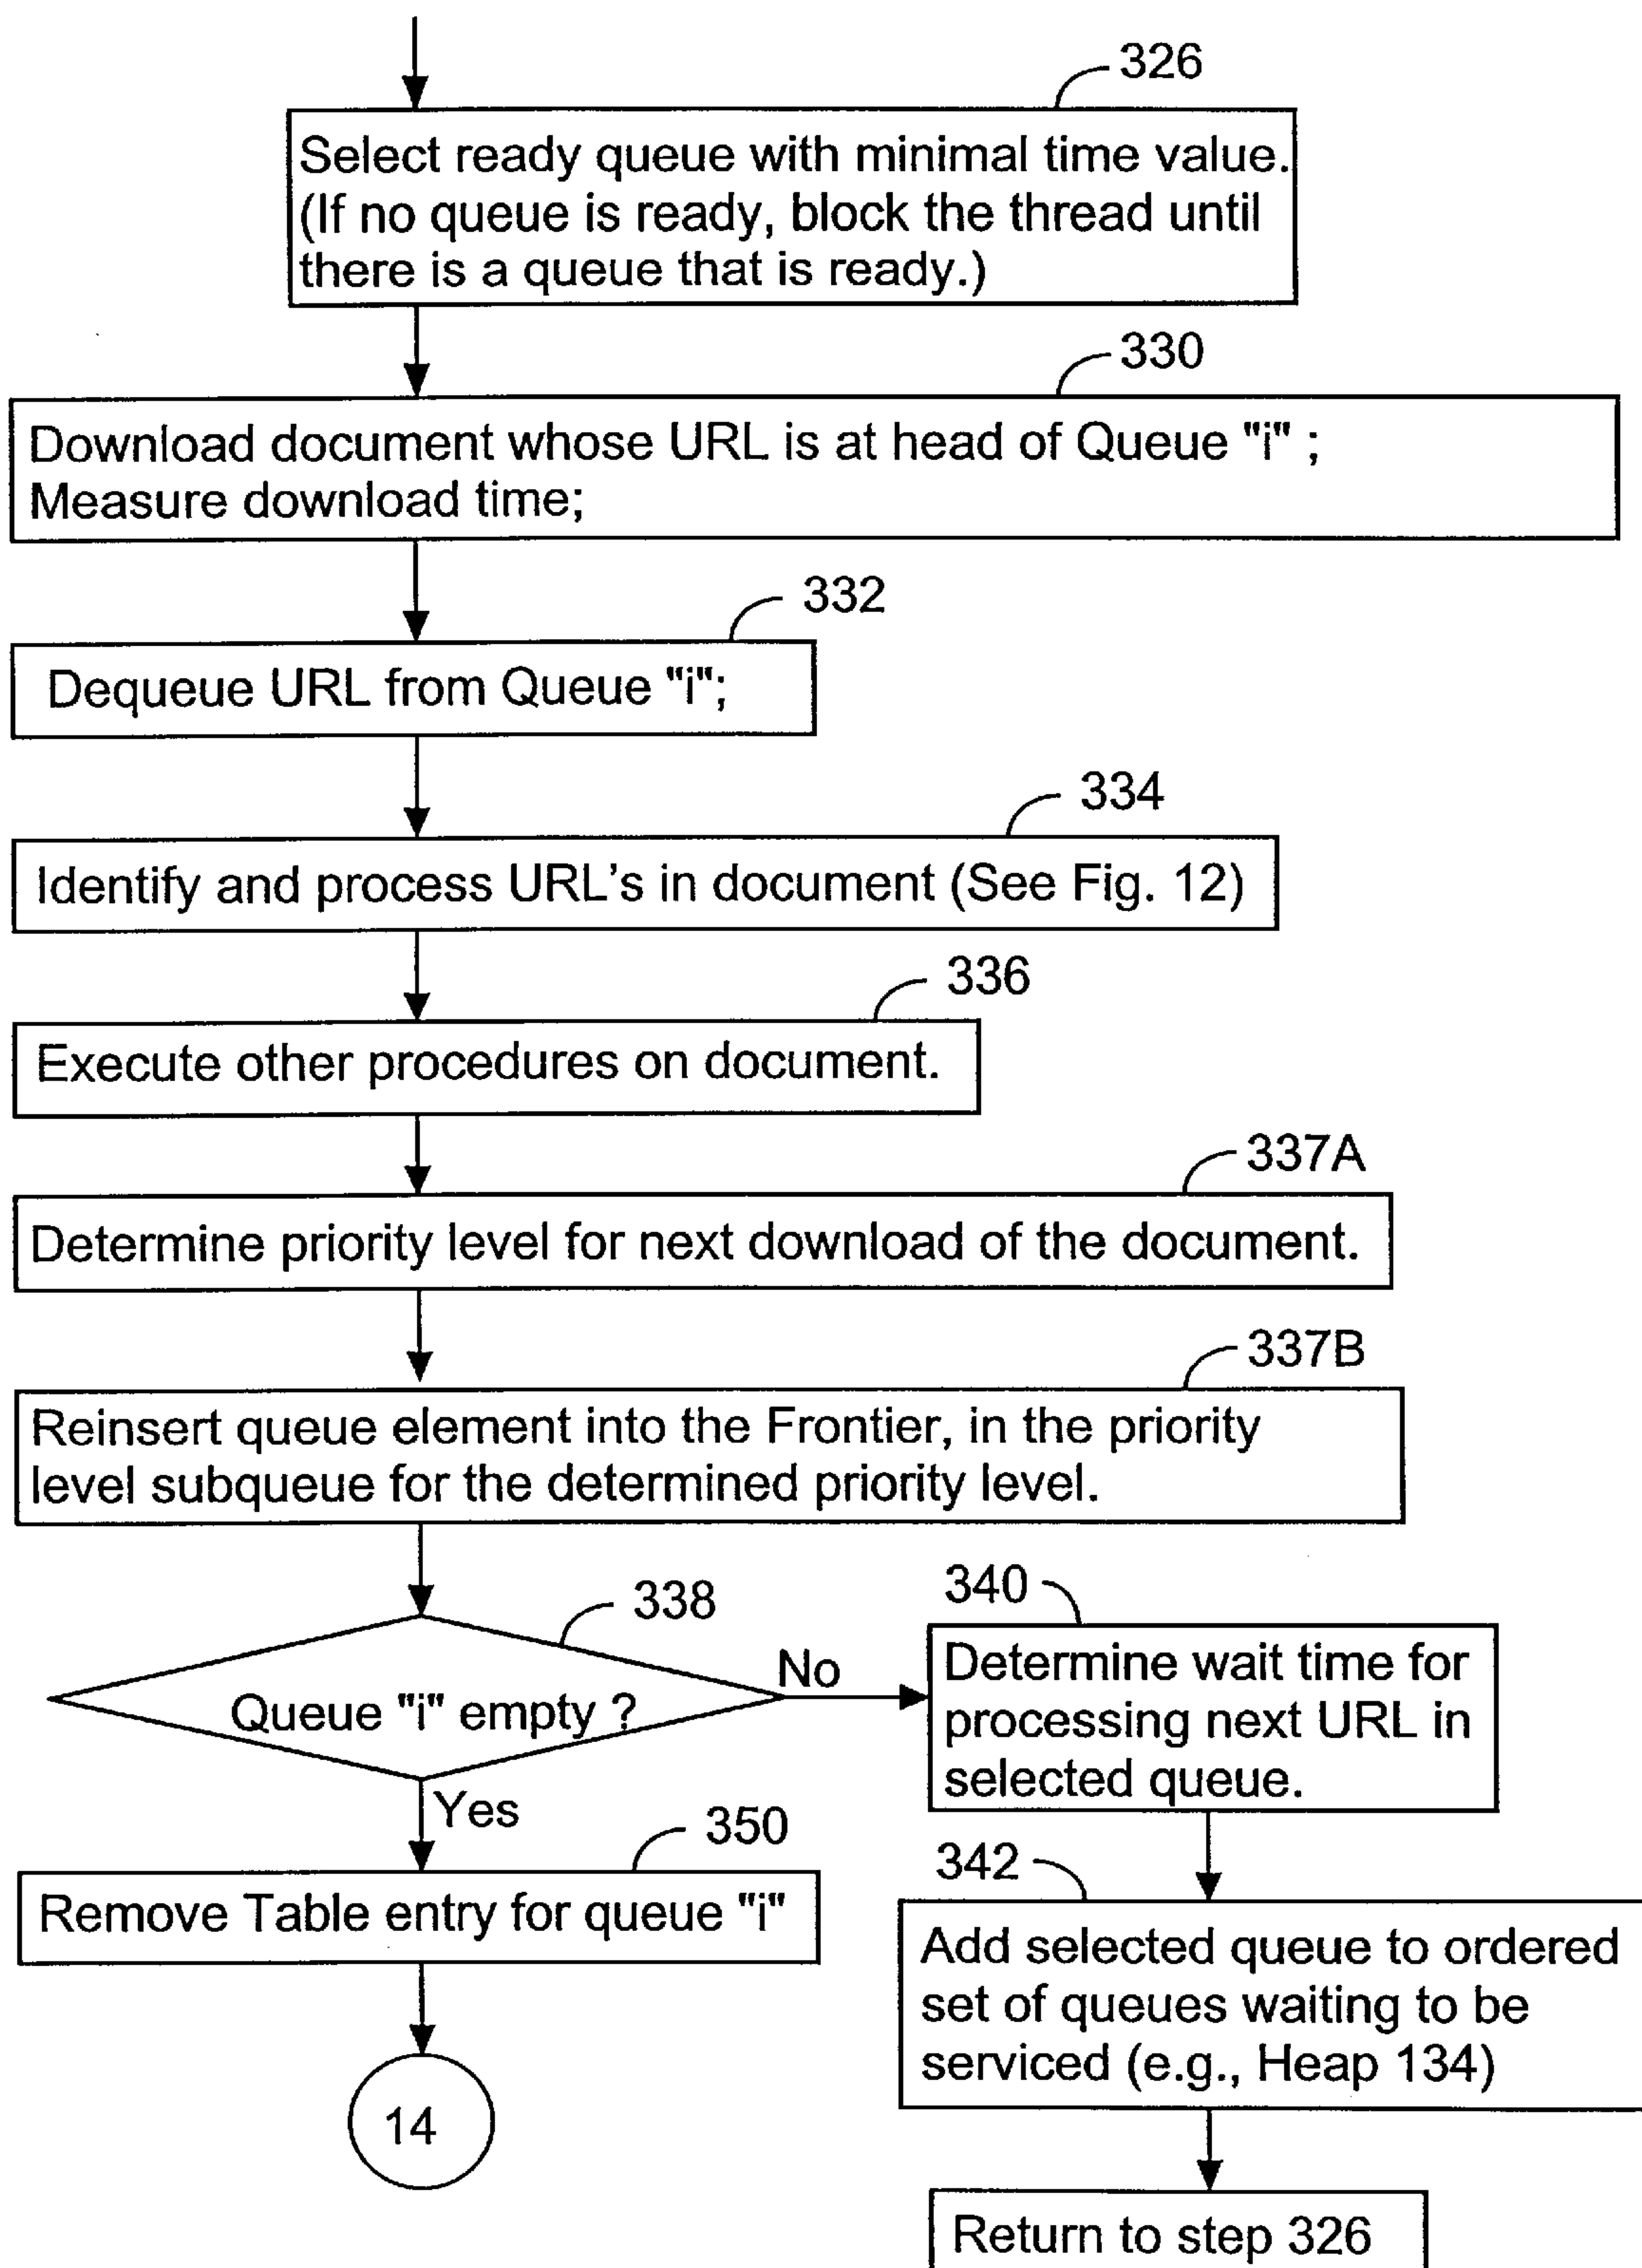 326
Select ready queue with minimal time value.
(If no queue is ready, block the thread until
there is a queue that is ready.)
330
Download document whose URL is at head of Queue "i" ;
Measure download time;
332
Dequeue URL from Queue "i";
334
Identify and process URL's in document (See Fig. 12)
336
Execute other procedures on document.
337A
Determine priority level for next download of the document.
337B
Reinsert queue element into the Frontier, in the priority
level subqueue for the determined priority level.
338
Queue "i" empty ?
No
340
Determine wait time for
processing next URL in
selected queue.
Yes
350
Remove Table entry for queue "i"
342
Add selected queue to ordered
set of queues waiting to be
serviced (e.g., Heap 134)
14
Return to step 326